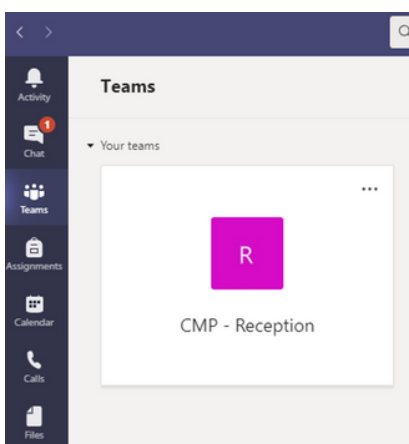 Activity
1
Chat
Teams
Assignments
Calendar
Calls
Files
Teams
Your teams
...
R
CMP - Reception